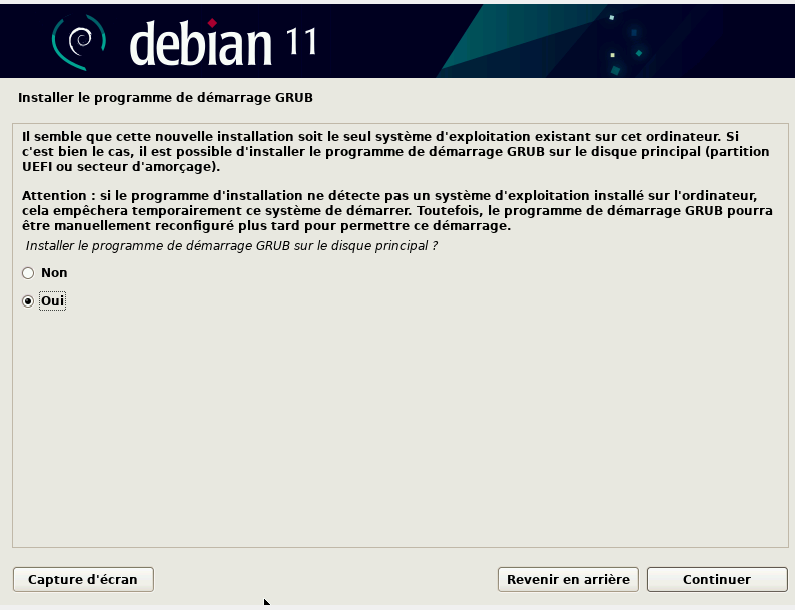 debian 11
Installer le programme de démarrage GRUB
Il semble que cette nouvelle installation soit le seul système d'exploitation existant sur cet ordinateur. Si
c'est bien le cas, il est possible d'installer le programme de démarrage GRUB sur le disque principal (partition
UEFI ou secteur d'amorçage).
Attention : si le programme d'installation ne détecte pas un système d'exploitation installé sur l'ordinateur,
cela empêchera temporairement ce système de démarrer. Toutefois, le programme de démarrage GRUB pourra
être manuellement reconfiguré plus tard pour permettre ce démarrage.
Installer le programme de démarrage GRUB sur le disque principal ?
Non
Oui
Capture d'écran
Revenir en arrière
Continuer